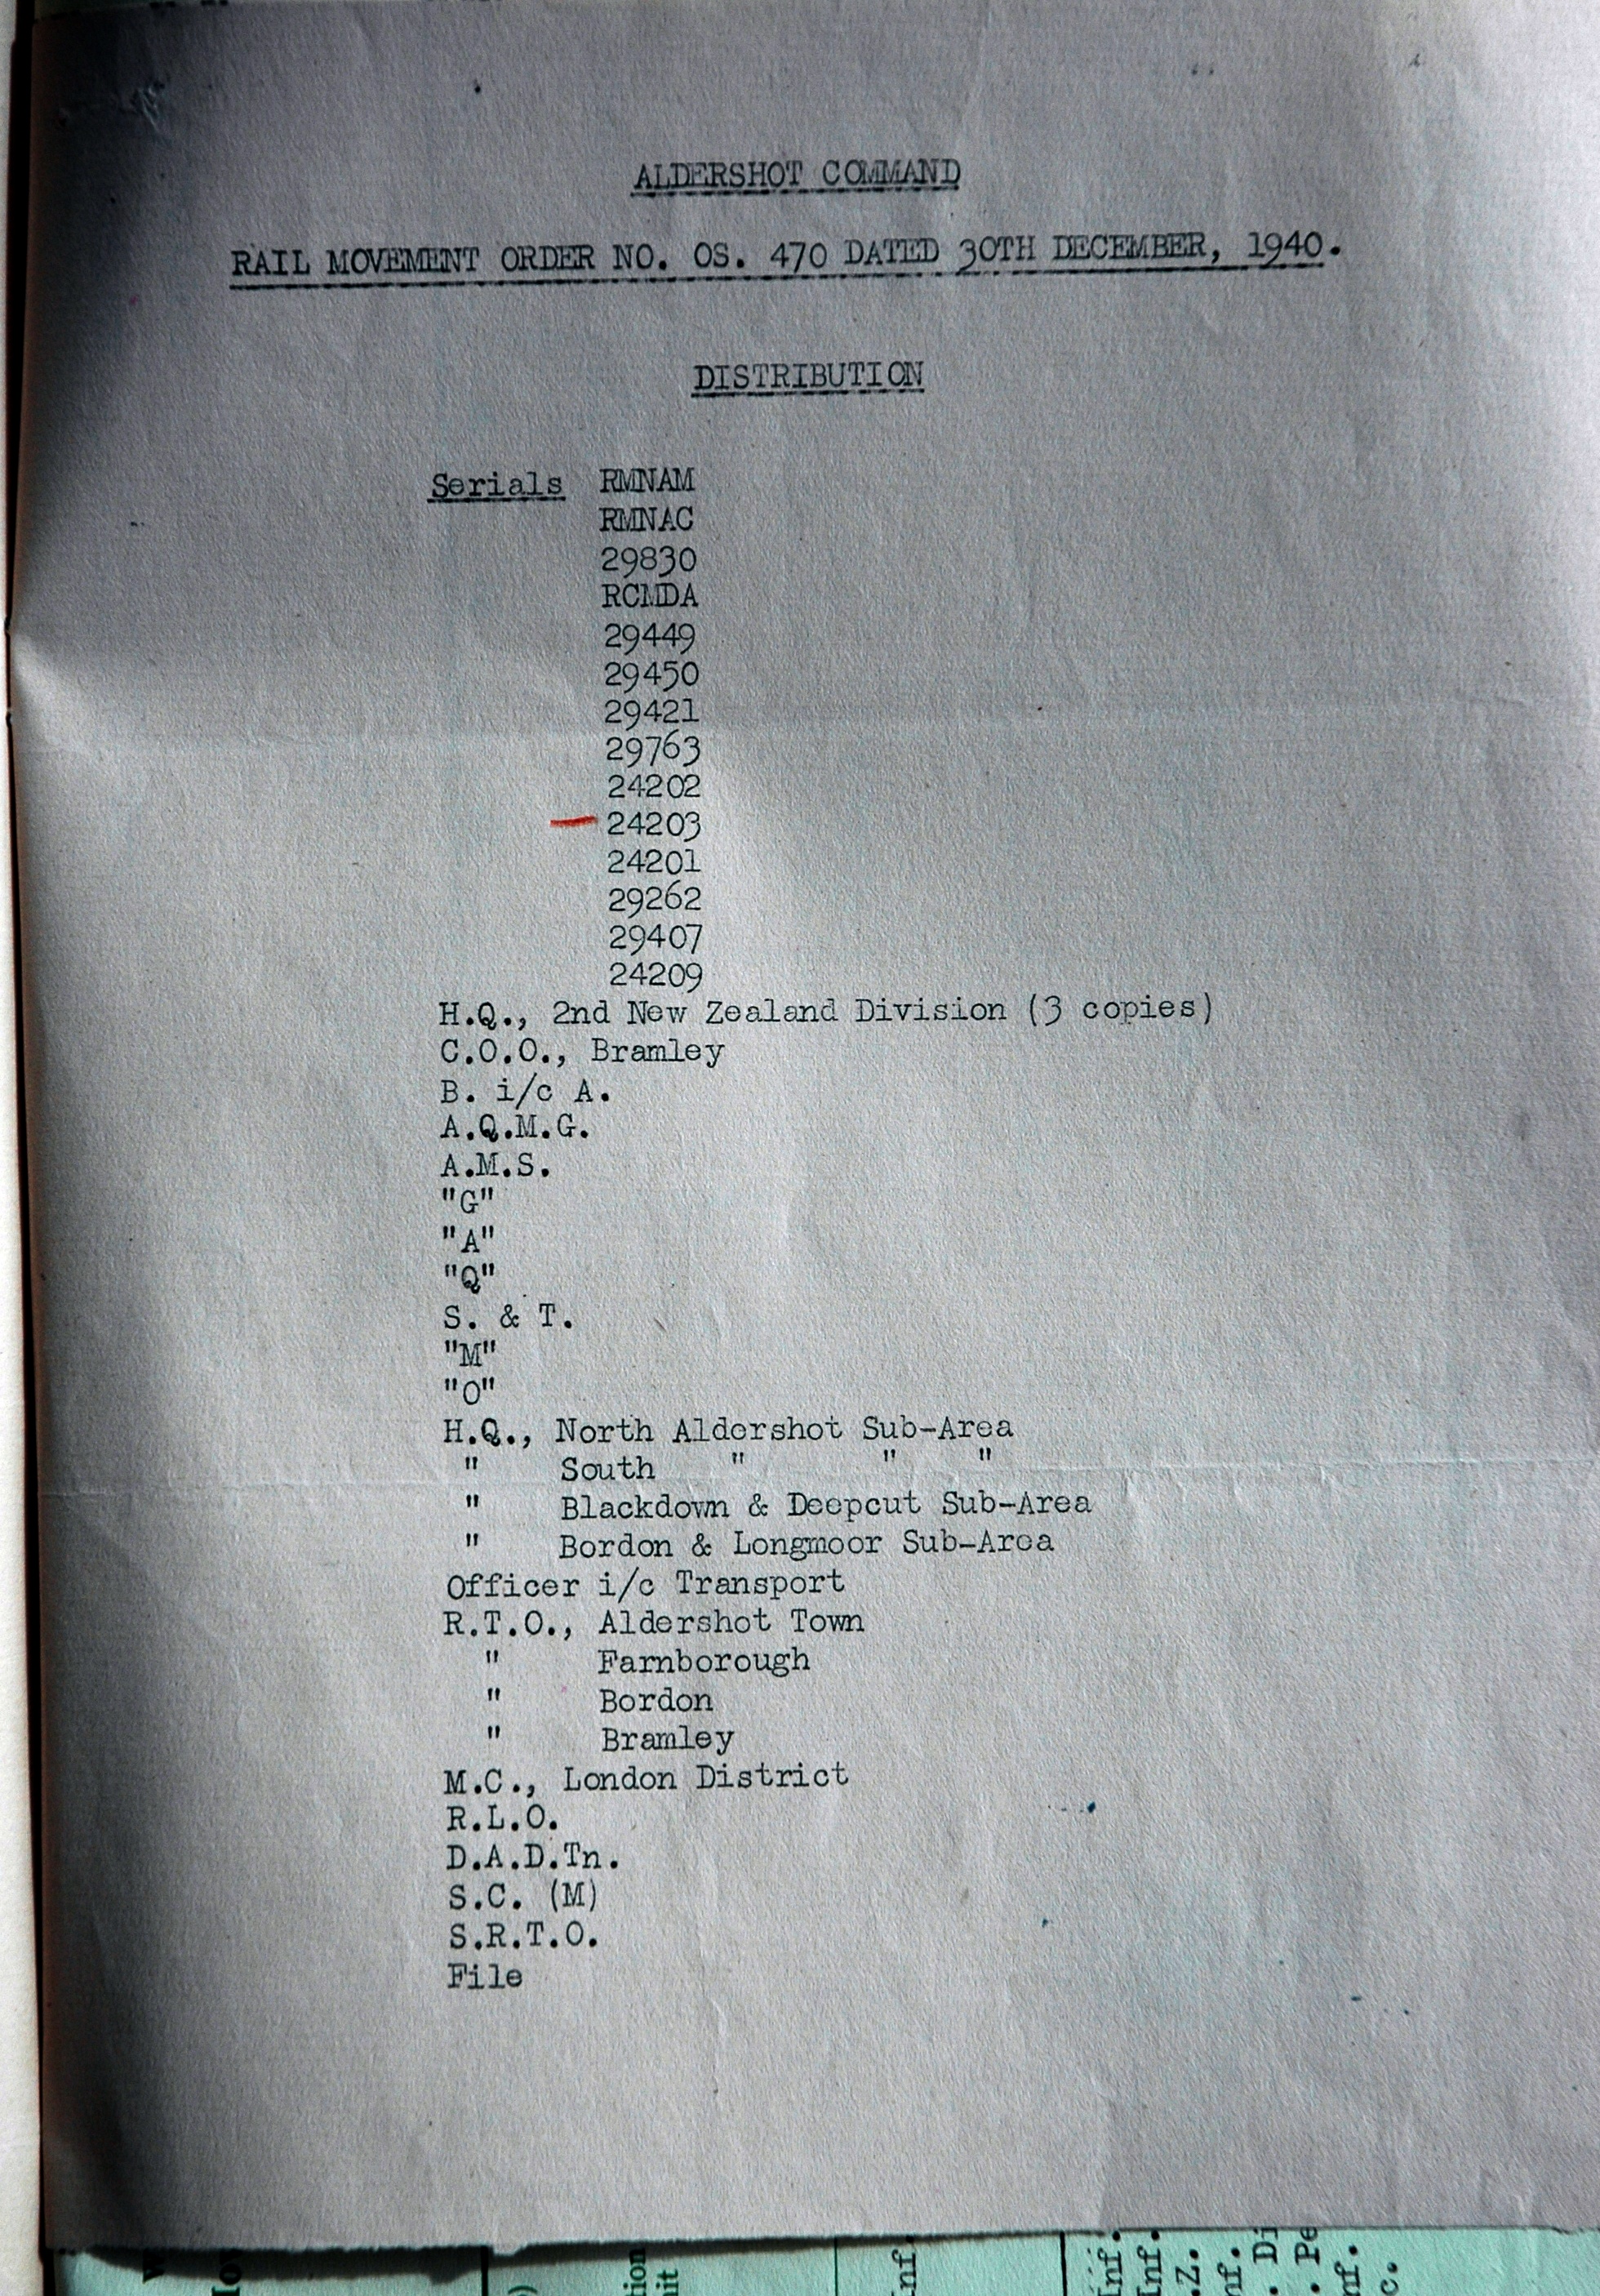 ALDERSHOT COMMAND
RAIL MOVEMENT ORDER NO. OS. 470 DATED 30TH DECEMBER, 1940.
DISTRIBUTION
Serials RMNAM
RMNAC
29830
RCMDA
29449
29450
29421
29763
24202
24203
24201
29262
29407
24209
H.Q., 2nd New Zealand Division (3 copies)
C.O.O., Bramley
B. i/c A.
A.Q.M.G.
A.M.S.
"G"
"A"
"Q"
S. & T.
"M"
"O"
H.Q., North Aldershot Sub-Area
" South " " "
" Blackdown & Deepcut Sub-Area
" Bordon & Longmoor Sub-Area
Officer i/c Transport
R.T.O., Aldershot Town
" Farnborough
" Bordon
" Bramley
M.C., London District
R.L.O.
D.A.D.Tn.
S.C. (M)
S.R.T.O.
File